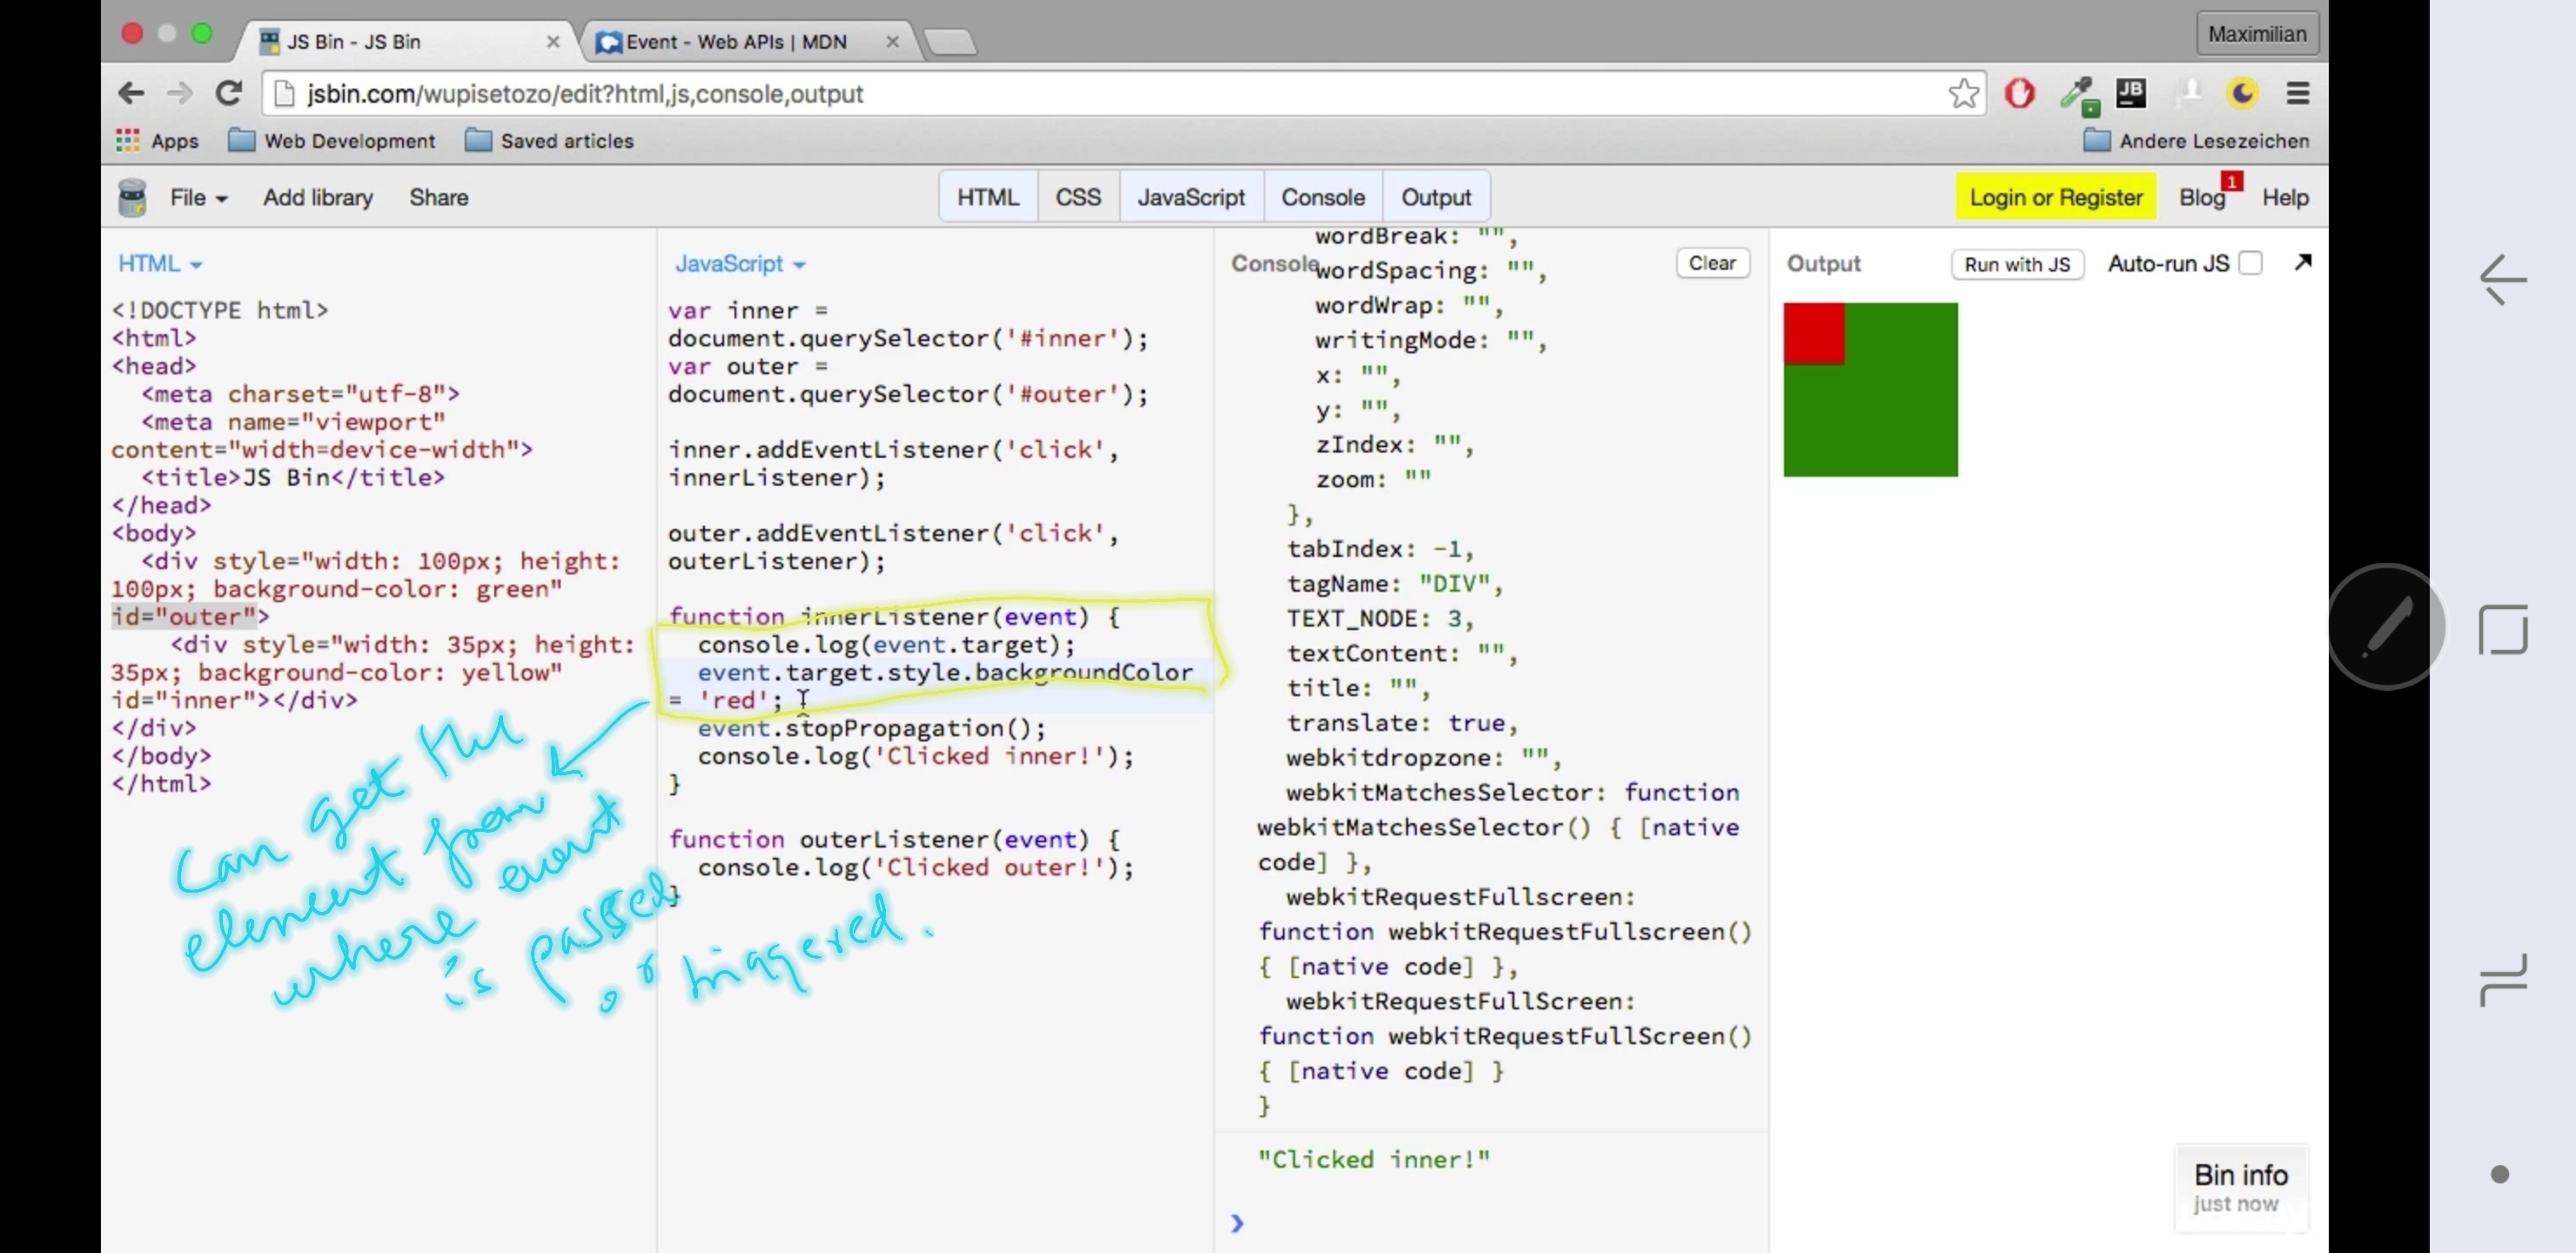 JS Bin - JS Bin
Event - Web APIs | MDN
Maximilian
jsbin.com/wupisetozo/edit?html,js,console,output
JB
Apps
Web Development
Saved articles
Andere Lesezeichen
File
Add library
Share
HTML
CSS
JavaScript
Console
Output
Login or Register
Blog
1
Help
HTML
<!DOCTYPE html>
<html>
<head>
<meta charset="utf-8">
<meta name="viewport"
content="width=device-width">
<title>JS Bin</title>
</head>
<body>
<div style="width: 100px; height:
100px; background-color: green"
id="outer">
<div style="width: 35px; height:
35px; background-color: yellow"
id="inner"></div>
</div>
</body>
</html>
Can get the
element from
where event
is passed
or triggered.
JavaScript
var inner =
document.querySelector('#inner');
var outer =
document.querySelector('#outer');
inner.addEventListener('click',
innerListener);
outer.addEventListener('click',
outerListener);
function innerListener(event) {
console.log(event.target);
event.target.style.backgroundColor
= 'red';
event.stopPropagation();
console.log('Clicked inner!');
}
function outerListener(event) {
console.log('Clicked outer!');
}
Console
Clear
wordBreak: "",
wordSpacing: "",
wordWrap: "",
writingMode: "",
x: "",
y: "",
zIndex: "",
zoom: ""
},
tabIndex: -1,
tagName: "DIV",
TEXT_NODE: 3,
textContent: "",
title: "",
translate: true,
webkitdropzone: "",
webkitMatchesSelector: function
webkitMatchesSelector() { [native
code] },
webkitRequestFullscreen:
function webkitRequestFullscreen()
{ [native code] },
webkitRequestFullScreen:
function webkitRequestFullScreen()
{ [native code] }
}
"Clicked inner!"
Output
Run with JS
Auto-run JS
Bin info
just now